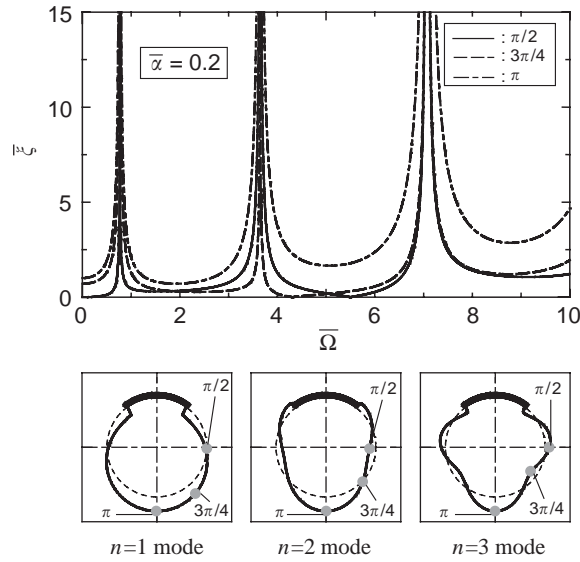 15
10
5
0
ξ̅
α̅ = 0.2
: π/2
: 3π/4
: π
0 2 4 6 8 10
Ω̅
π/2
3π/4
π
π/2
3π/4
π
π/2
3π/4
π
n=1 mode
n=2 mode
n=3 mode